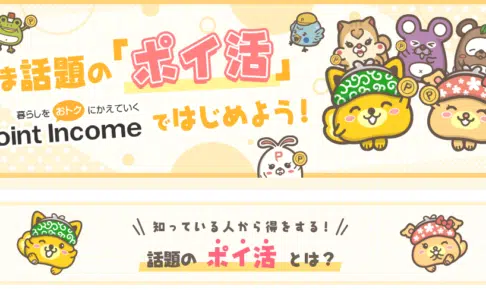 ま話題の「ポイ活」
暮らしを おトク にかえていく
oint Income ではじめよう!
\\ 知っている人から得をする! //
話題の ポイ活 とは?